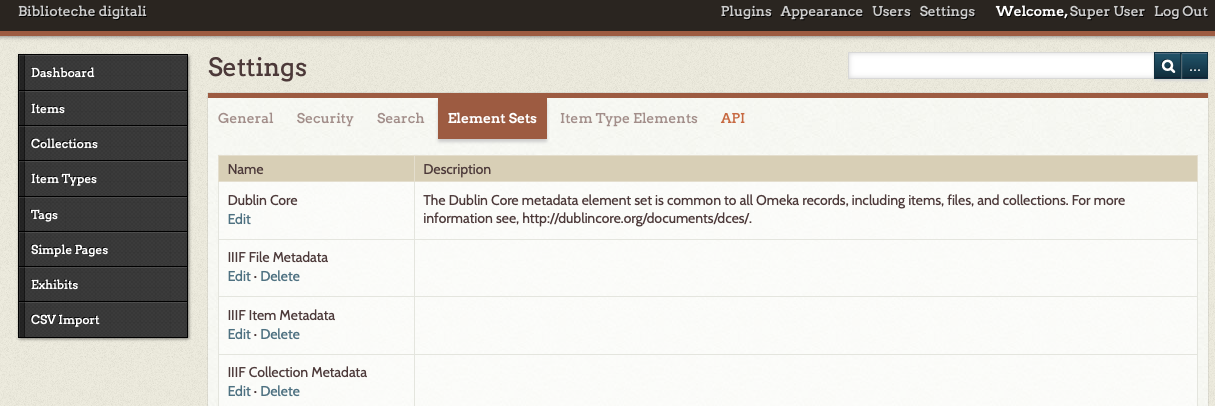 Biblioteche digitali
Plugins Appearance Users Settings Welcome, Super User Log Out
Dashboard
Items
Collections
Item Types
Tags
Simple Pages
Exhibits
CSV Import
Settings
...
General Security Search Element Sets Item Type Elements API
Name Description
Dublin Core
Edit
The Dublin Core metadata element set is common to all Omeka records, including items, files, and collections. For more
information see, http://dublincore.org/documents/dces/.
IIIF File Metadata
Edit · Delete
IIIF Item Metadata
Edit · Delete
IIIF Collection Metadata
Edit · Delete